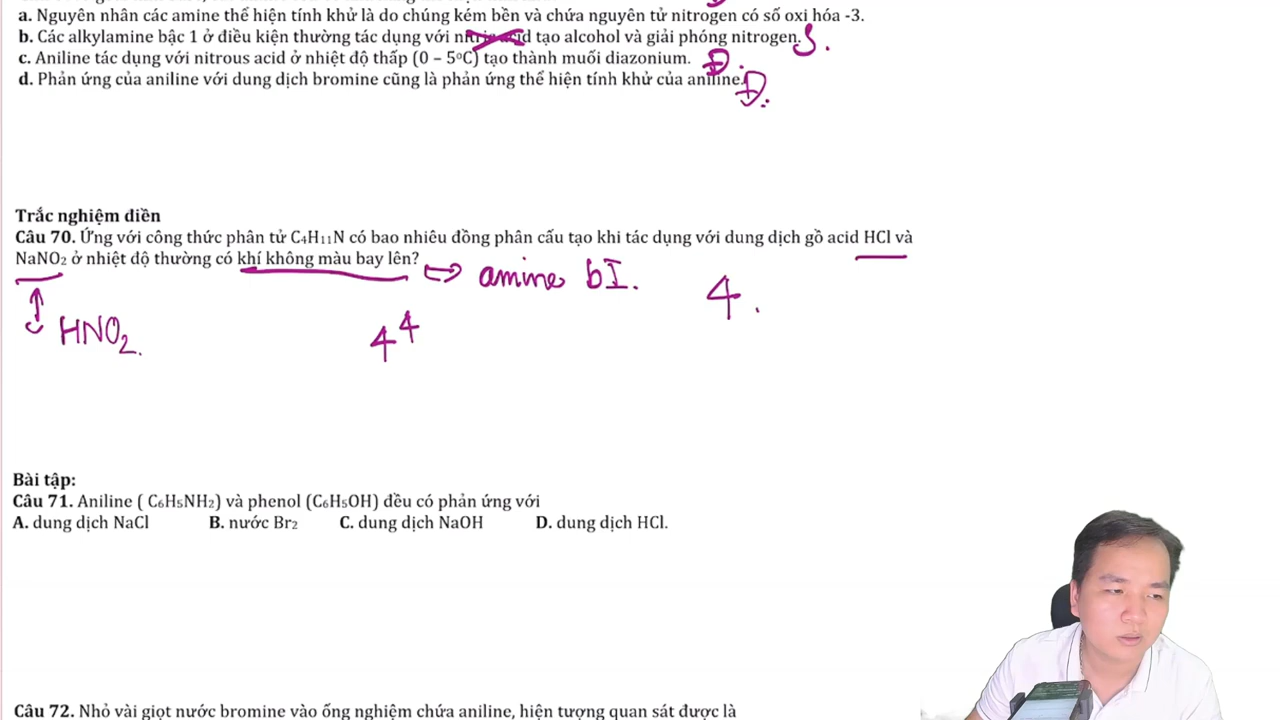 a. Nguyên nhân các amine thể hiện tính khử là do chúng kém bền và chứa nguyên tử nitrogen có số oxi hóa -3.
b. Các alkylamine bậc 1 ở điều kiện thường tác dụng với nitric acid tạo alcohol và giải phóng nitrogen. S.
c. Aniline tác dụng với nitrous acid ở nhiệt độ thấp (0 – 5ºC) tạo thành muối diazonium. Đ.
d. Phản ứng của aniline với dung dịch bromine cũng là phản ứng thể hiện tính khử của aniline. Đ.
Trắc nghiệm điền
Câu 70. Ứng với công thức phân tử C₄H₁₁N có bao nhiêu đồng phân cấu tạo khi tác dụng với dung dịch gồ acid HCl và
NaNO₂ ở nhiệt độ thường có khí không màu bay lên?
amine bI.
4.
HNO₂.
4⁴
Bài tập:
Câu 71. Aniline ( C₆H₅NH₂) và phenol (C₆H₅OH) đều có phản ứng với
A. dung dịch NaCl B. nước Br₂ C. dung dịch NaOH D. dung dịch HCl.
Câu 72. Nhỏ vài giọt nước bromine vào ống nghiệm chứa aniline, hiện tượng quan sát được là